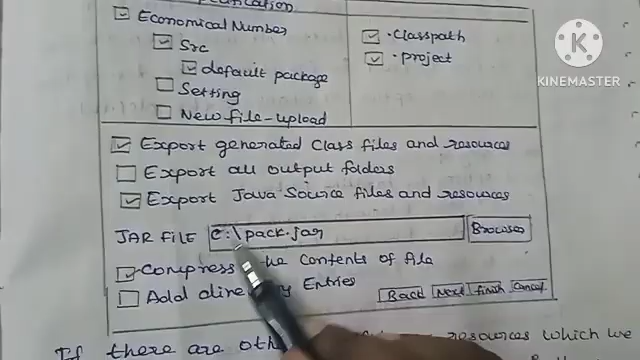 Economical Number
Src
default package
Setting
New file-upload
.classpath
.project
KINEMASTER
Export generated class files and resources
Export all output folders
Export Java Source files and resources
JAR FILE c:\pack.jar Browser
Compress the contents of file
Add directory Entries
Back Next finish Cancel
If there are other resources which we